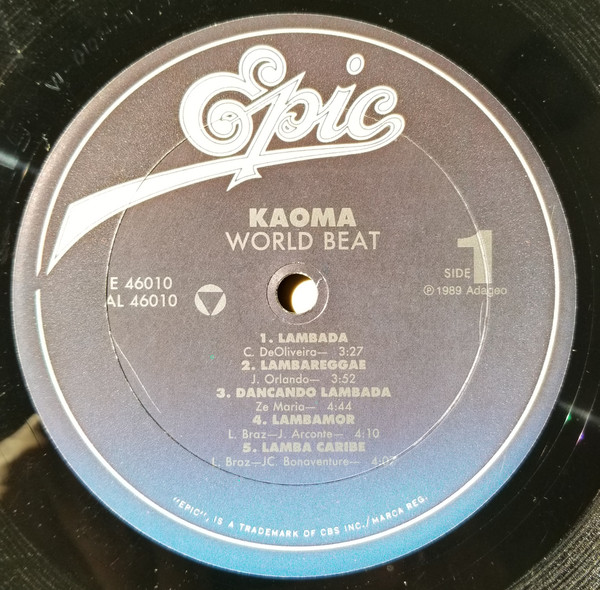 Epic
KAOMA
WORLD BEAT
E 46010
AL 46010
SIDE 1
℗ 1989 Adageo
1. LAMBADA
C. DeOliveira— 3:27
2. LAMBAREGGAE
J. Orlando— 3:52
3. DANCANDO LAMBADA
Ze Maria— 4:44
4. LAMBAMOR
L. Braz—J. Arconte— 4:10
5. LAMBA CARIBE
L. Braz—JC. Bonaventure— 4:07
"EPIC", IS A TRADEMARK OF CBS INC./MARCA REG.